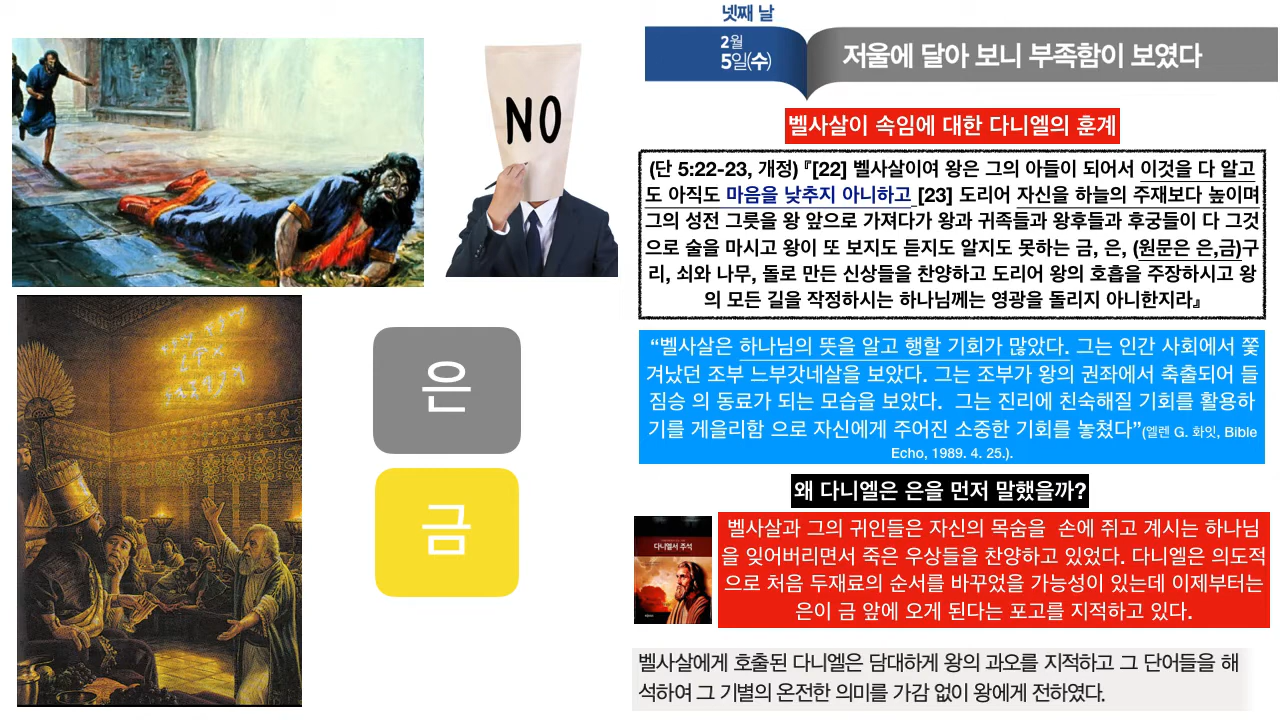 넷째 날
2월
5일(수)
저울에 달아 보니 부족함이 보였다
NO
은
금
벨사살이 속임에 대한 다니엘의 훈계
(단 5:22-23, 개정) 『[22] 벨사살이여 왕은 그의 아들이 되어서 이것을 다 알고
도 아직도 마음을 낮추지 아니하고 [23] 도리어 자신을 하늘의 주재보다 높이며
그의 성전 그릇을 왕 앞으로 가져다가 왕과 귀족들과 왕후들과 후궁들이 다 그것
으로 술을 마시고 왕이 또 보지도 듣지도 알지도 못하는 금, 은, (원문은 은,금)구
리, 쇠와 나무, 돌로 만든 신상들을 찬양하고 도리어 왕의 호흡을 주장하시고 왕
의 모든 길을 작정하시는 하나님께는 영광을 돌리지 아니한지라』
“벨사살은 하나님의 뜻을 알고 행할 기회가 많았다. 그는 인간 사회에서 쫓
겨났던 조부 느부갓네살을 보았다. 그는 조부가 왕의 권좌에서 축출되어 들
짐승 의 동료가 되는 모습을 보았다. 그는 진리에 친숙해질 기회를 활용하
기를 게을리함 으로 자신에게 주어진 소중한 기회를 놓쳤다”(엘렌 G. 화잇, Bible
Echo, 1989. 4. 25.).
왜 다니엘은 은을 먼저 말했을까?
다니엘서 주석
벨사살과 그의 귀인들은 자신의 목숨을 손에 쥐고 계시는 하나님
을 잊어버리면서 죽은 우상들을 찬양하고 있었다. 다니엘은 의도적
으로 처음 두재료의 순서를 바꾸었을 가능성이 있는데 이제부터는
은이 금 앞에 오게 된다는 포고를 지적하고 있다.
벨사살에게 호출된 다니엘은 담대하게 왕의 과오를 지적하고 그 단어들을 해
석하여 그 기별의 온전한 의미를 가감 없이 왕에게 전하였다.